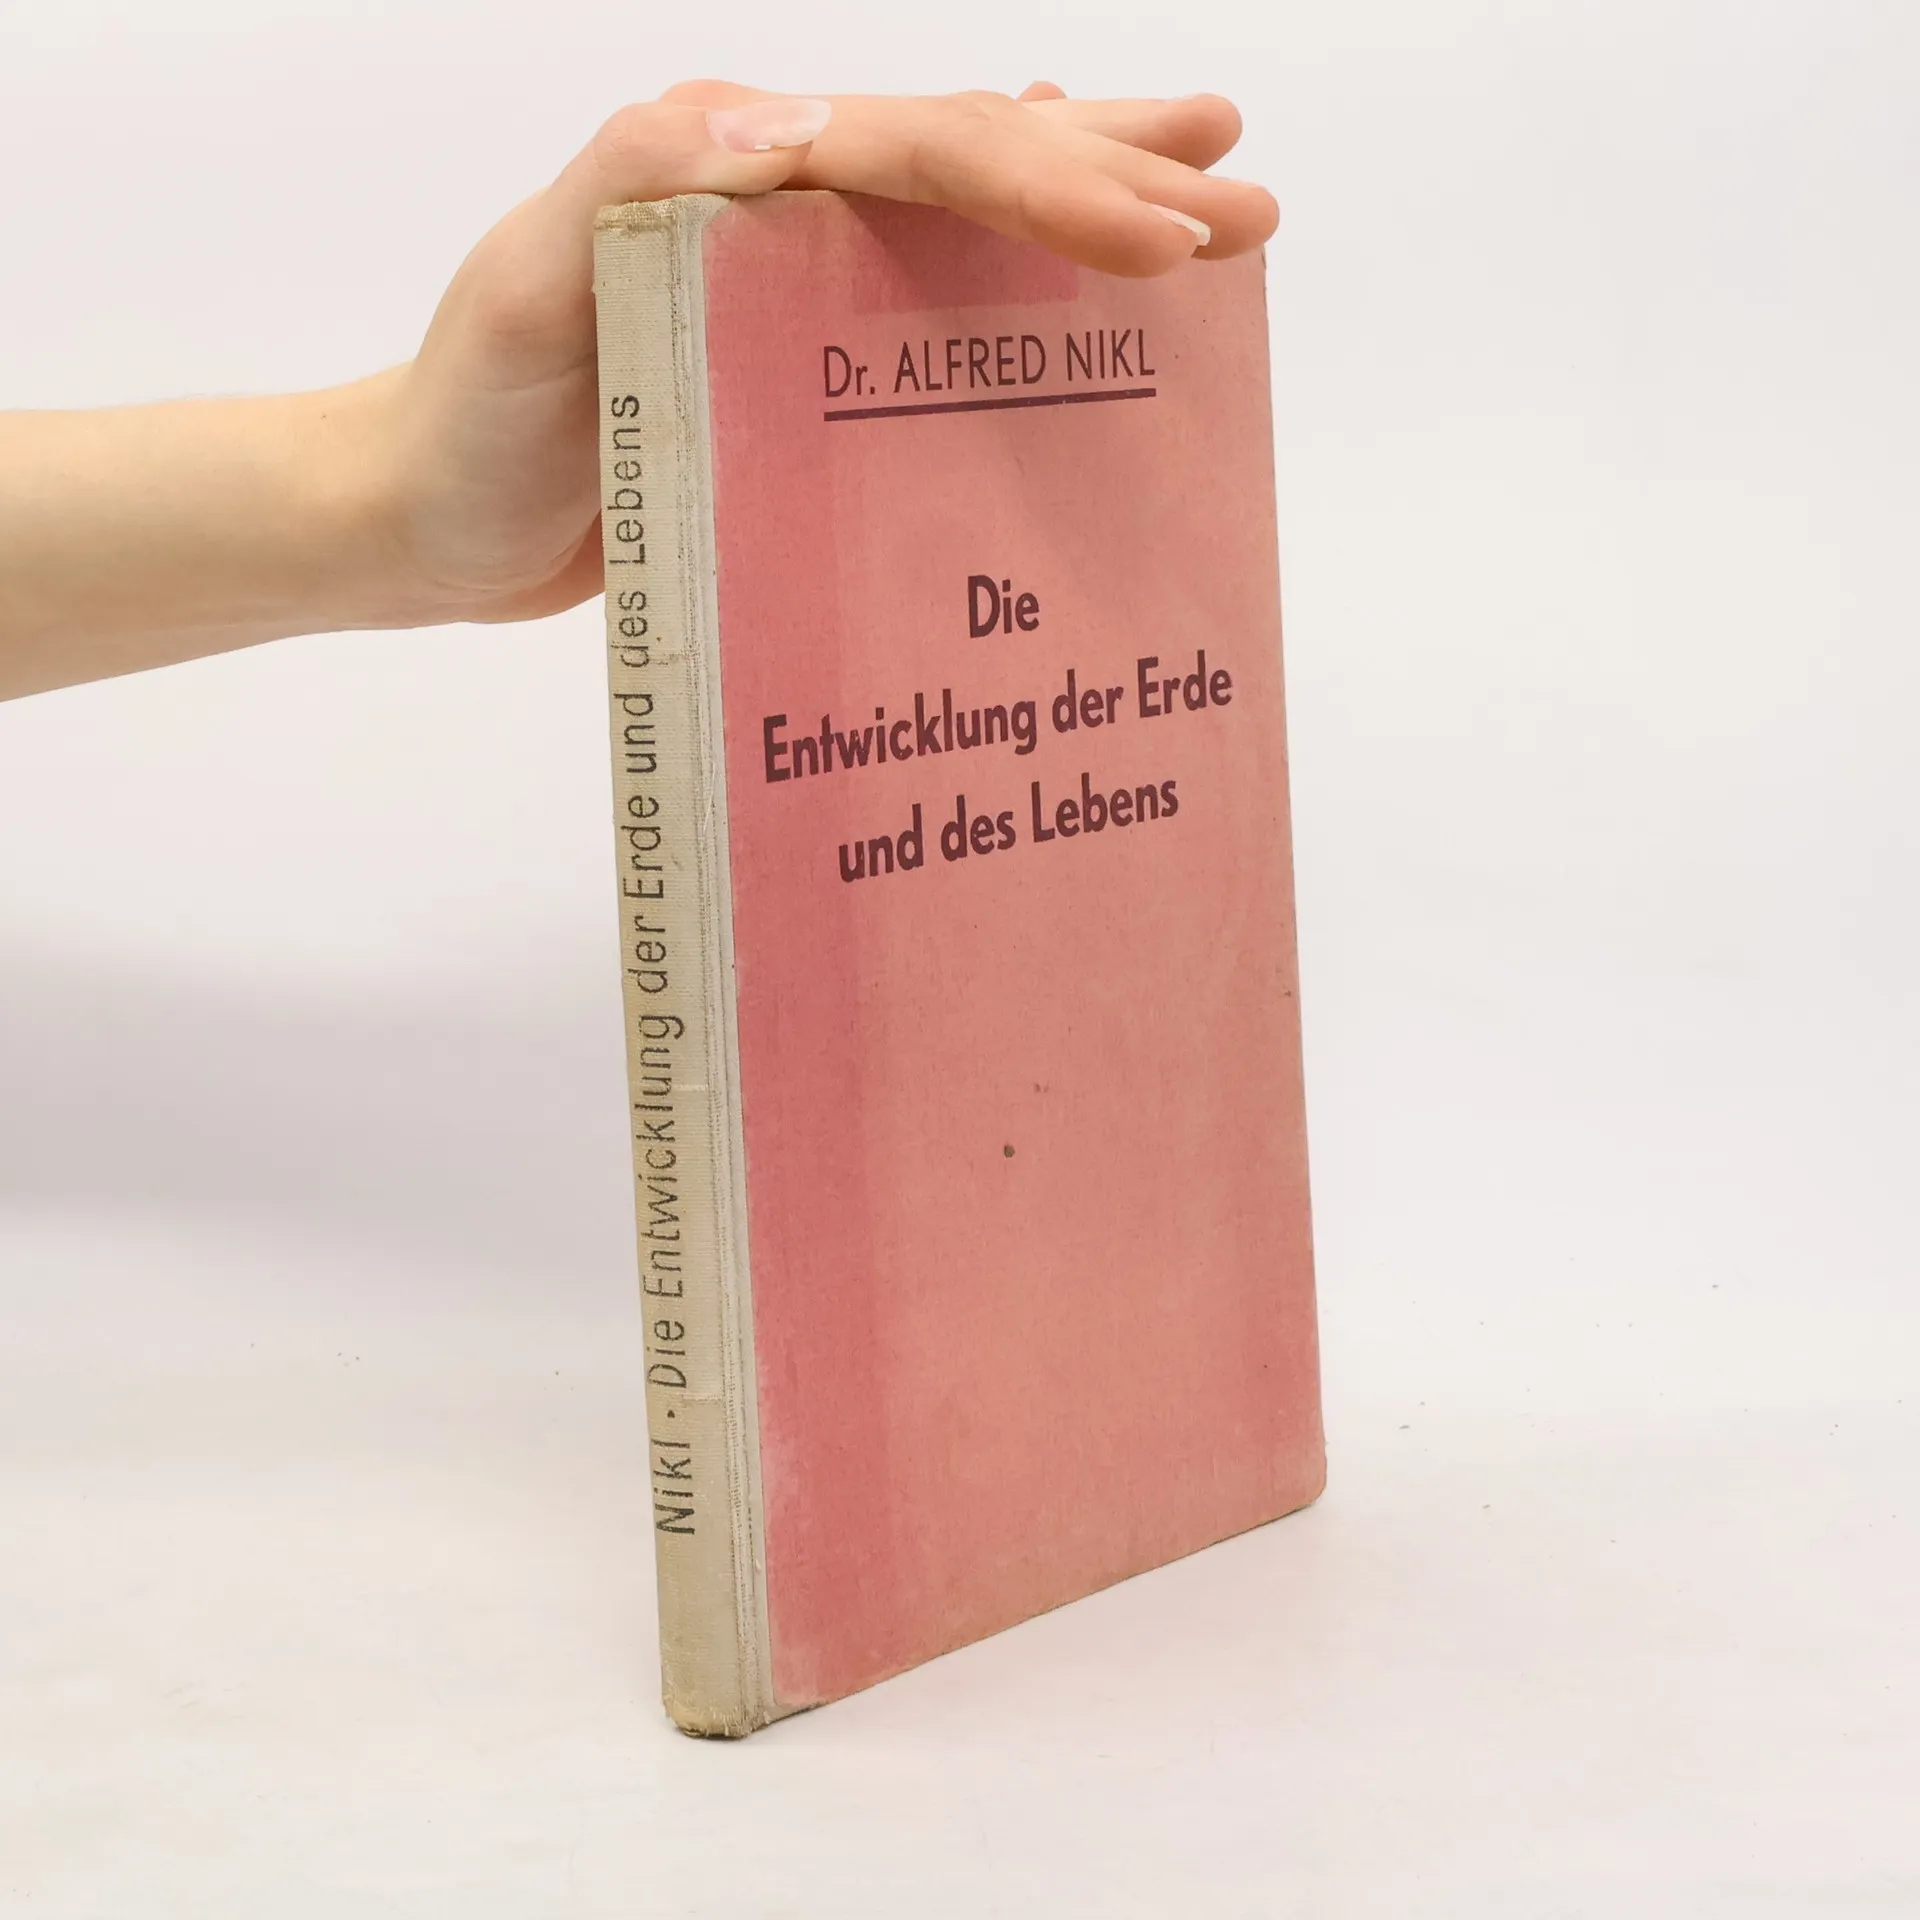 Dr. ALFRED NIKL
Die
Entwicklung der Erde
und des Lebens
Nikl · Die Entwicklung der Erde und des Lebens